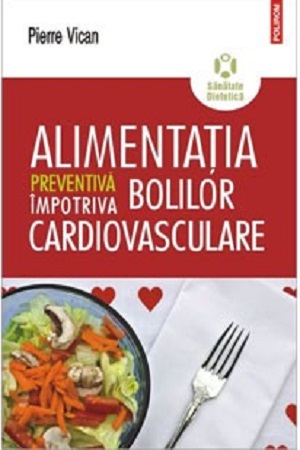 Pierre Vican
POLIROM
Sănătate
Dietetică
ALIMENTAȚIA
PREVENTIVĂ
ÎMPOTRIVA BOLILOR
CARDIOVASCULARE